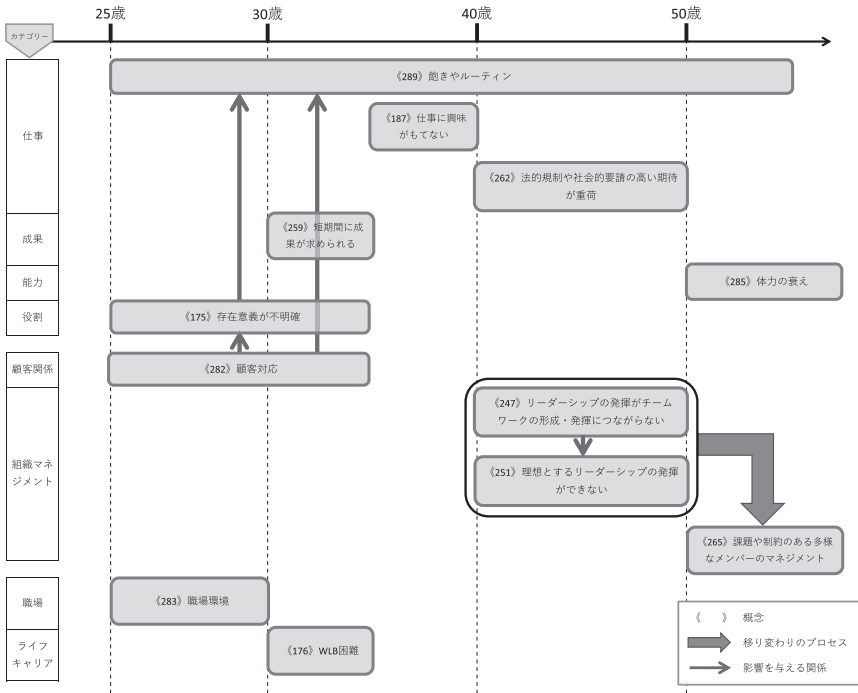 25歳
30歳
40歳
50歳
カテゴリー
仕事
《289》飽きやルーティン
《187》仕事に興味
がもてない
《262》法的規制や社会的要請の高い期待
が重荷
成果
《259》短期間に成
果が求められる
能力
《285》体力の衰え
役割
《175》存在意義が不明確
顧客関係
《282》顧客対応
組織マネ
ジメント
《247》リーダーシップの発揮がチーム
ワークの形成・発揮につながらない
《251》理想とするリーダーシップの発揮
ができない
《265》課題や制約のある多様
なメンバーのマネジメント
職場
《283》職場環境
ライフ
キャリア
《176》WLB困難
《　　》　概念
移り変わりのプロセス
影響を与える関係